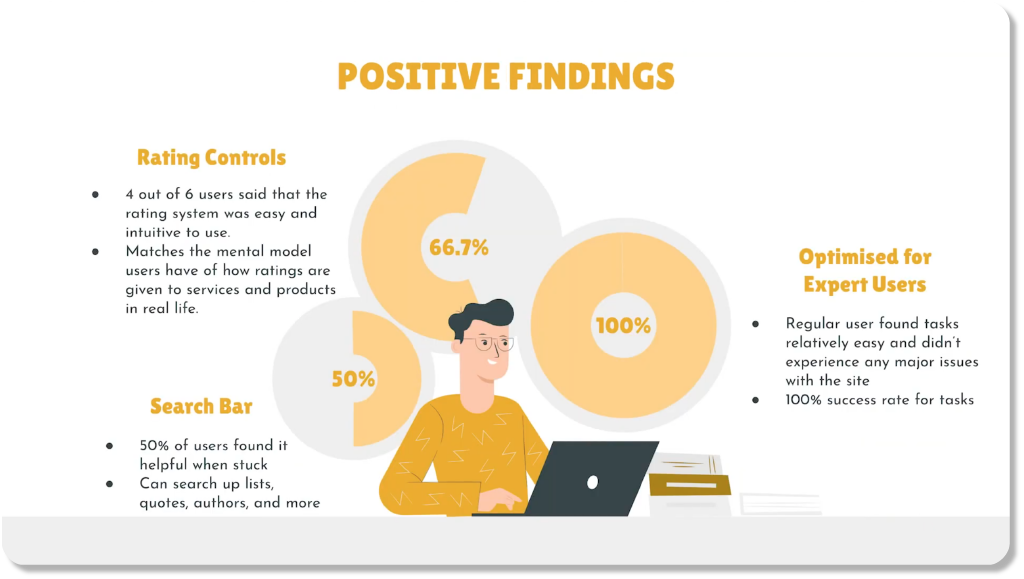 POSITIVE FINDINGS
Rating Controls
● 4 out of 6 users said that the
rating system was easy and
intuitive to use.
● Matches the mental model
users have of how ratings are
given to services and products
in real life.
66.7%
100%
50%
Optimised for
Expert Users
● Regular user found tasks
relatively easy and didn't
experience any major issues
with the site
● 100% success rate for tasks
Search Bar
● 50% of users found it
helpful when stuck
● Can search up lists,
quotes, authors, and more